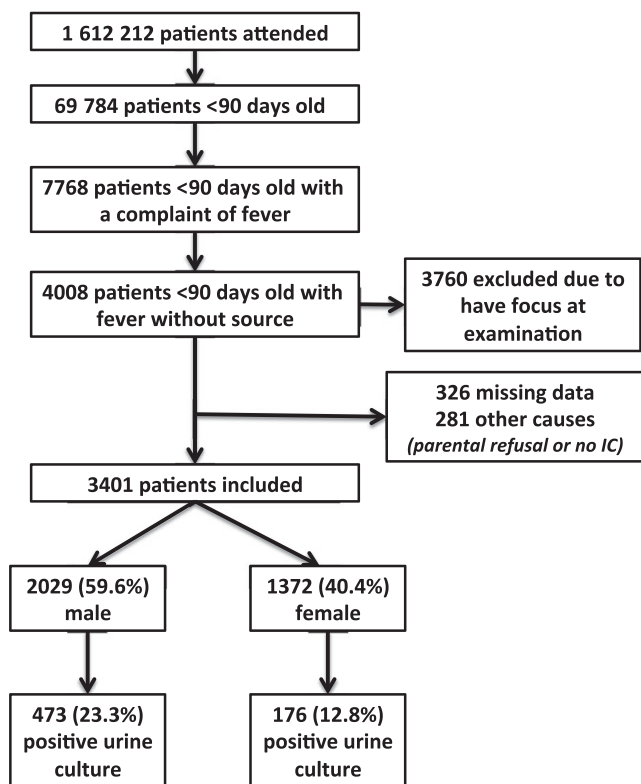 1 612 212 patients attended
69 784 patients <90 days old
7768 patients <90 days old with
a complaint of fever
4008 patients <90 days old with
fever without source
3760 excluded due to
have focus at
examination
326 missing data
281 other causes
(parental refusal or no IC)
3401 patients included
2029 (59.6%)
male
1372 (40.4%)
female
473 (23.3%)
positive urine
culture
176 (12.8%)
positive urine
culture